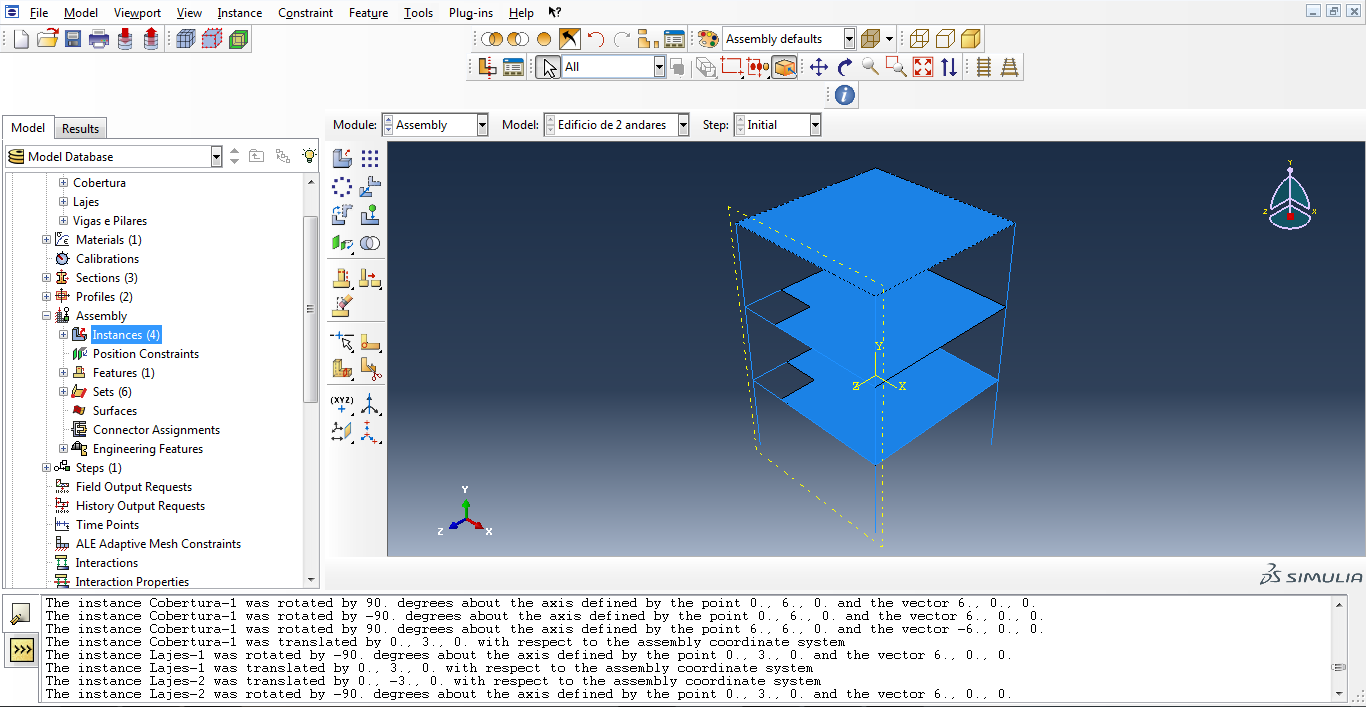 File Model Viewport View Instance Constraint Feature Tools Plug-ins Help
Assembly defaults
All
i
Model Results
Module: Assembly Model: Edificio de 2 andares Step: Initial
Model Database
Cobertura
Lajes
Vigas e Pilares
Materials (1)
Calibrations
Sections (3)
Profiles (2)
Assembly
Instances (4)
Position Constraints
Features (1)
Sets (6)
Surfaces
Connector Assignments
Engineering Features
Steps (1)
Field Output Requests
History Output Requests
Time Points
ALE Adaptive Mesh Constraints
Interactions
Interaction Properties
(XYZ)
Y
Z X
Y
Z X
Y
Z X
SIMULIA
The instance Cobertura-1 was rotated by 90. degrees about the axis defined by the point 0., 6., 0. and the vector 6., 0., 0.
The instance Cobertura-1 was rotated by -90. degrees about the axis defined by the point 0., 6., 0. and the vector 6., 0., 0.
The instance Cobertura-1 was rotated by 90. degrees about the axis defined by the point 6., 6., 0. and the vector -6., 0., 0.
The instance Cobertura-1 was translated by 0., 3., 0. with respect to the assembly coordinate system
The instance Lajes-1 was rotated by -90. degrees about the axis defined by the point 0., 3., 0. and the vector 6., 0., 0.
The instance Lajes-1 was translated by 0., 3., 0. with respect to the assembly coordinate system
The instance Lajes-2 was translated by 0., -3., 0. with respect to the assembly coordinate system
The instance Lajes-2 was rotated by -90. degrees about the axis defined by the point 0., 3., 0. and the vector 6., 0., 0.